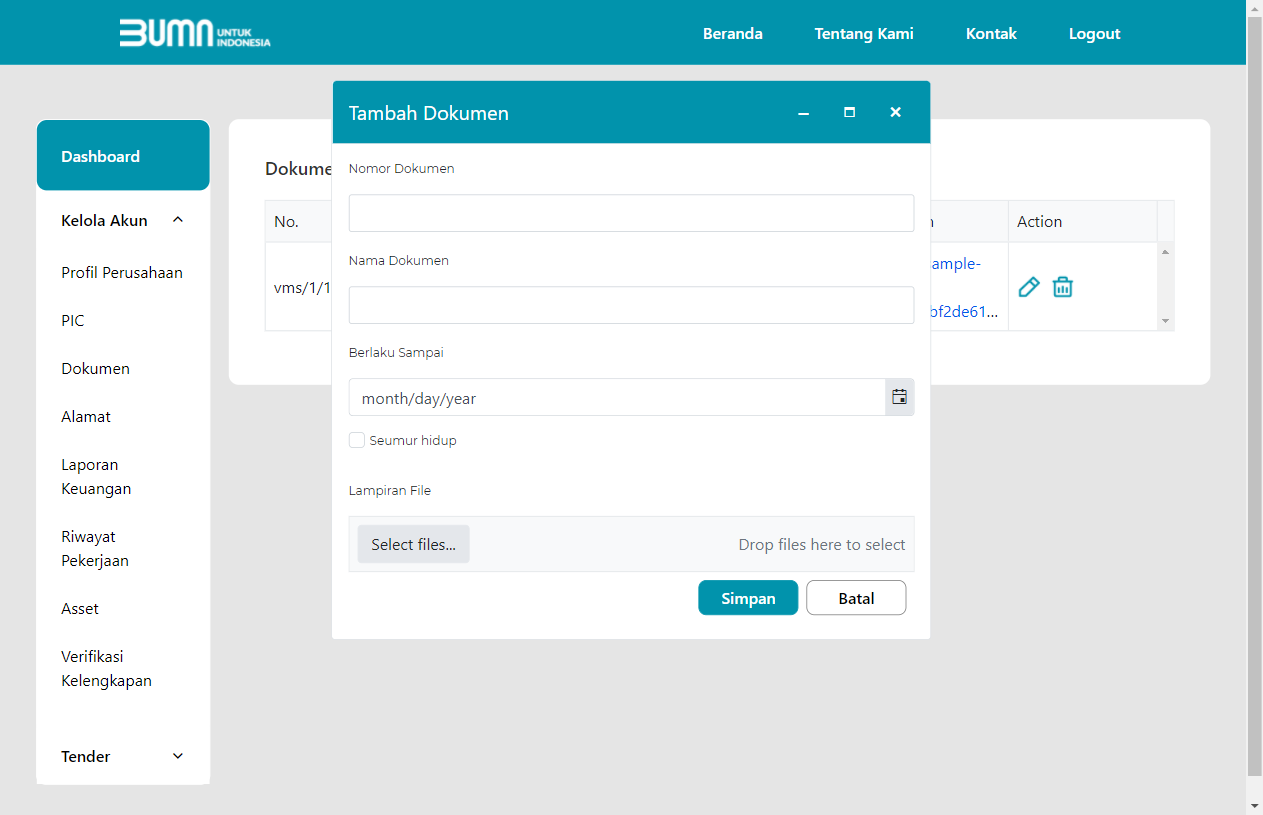 BUMN UNTUK INDONESIA
Beranda
Tentang Kami
Kontak
Logout
Dashboard
Kelola Akun
Profil Perusahaan
PIC
Dokumen
Alamat
Laporan
Keuangan
Riwayat
Pekerjaan
Asset
Verifikasi
Kelengkapan
Tender
Tambah Dokumen
Nomor Dokumen
Nama Dokumen
Berlaku Sampai
month/day/year
Seumur hidup
Lampiran File
Select files...
Drop files here to select
Simpan
Batal
No.
Action
vms/1/1
ample-
bf2de61...